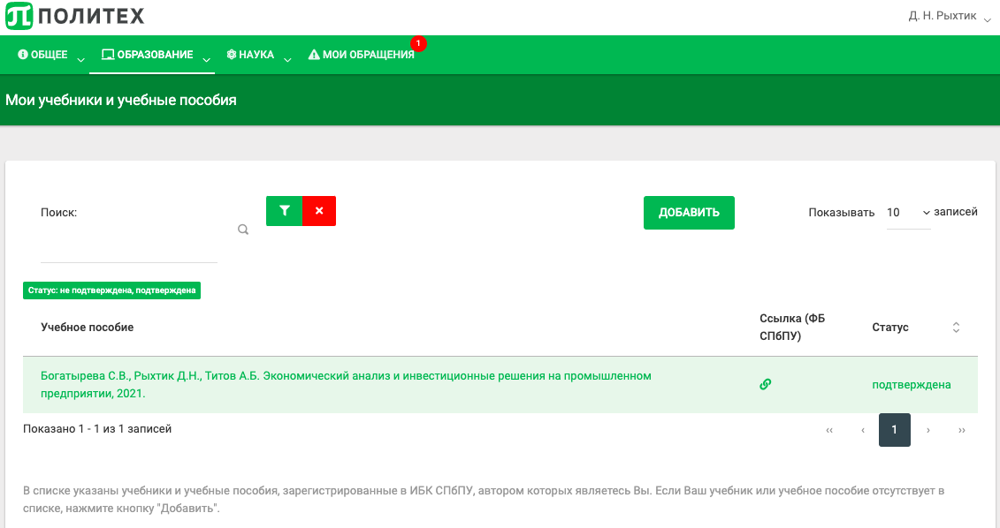 ПОЛИТЕХ
Д. Н. Рыхтик
ОБЩЕЕ ОБРАЗОВАНИЕ НАУКА МОИ ОБРАЩЕНИЯ 1
Мои учебники и учебные пособия
Поиск:
ДОБАВИТЬ
Показывать 10 записей
Статус: не подтверждена, подтверждена
Учебное пособие
Ссылка (ФБ
СПбПУ)
Статус
Богатырева С.В., Рыхтик Д.Н., Титов А.Б. Экономический анализ и инвестиционные решения на промышленном
предприятии, 2021.
подтверждена
Показано 1 - 1 из 1 записей
‹‹ ‹ 1 › ››
В списке указаны учебники и учебные пособия, зарегистрированные в ИБК СПбПУ, автором которых являетесь Вы. Если Ваш учебник или учебное пособие отсутствует в
списке, нажмите кнопку "Добавить".